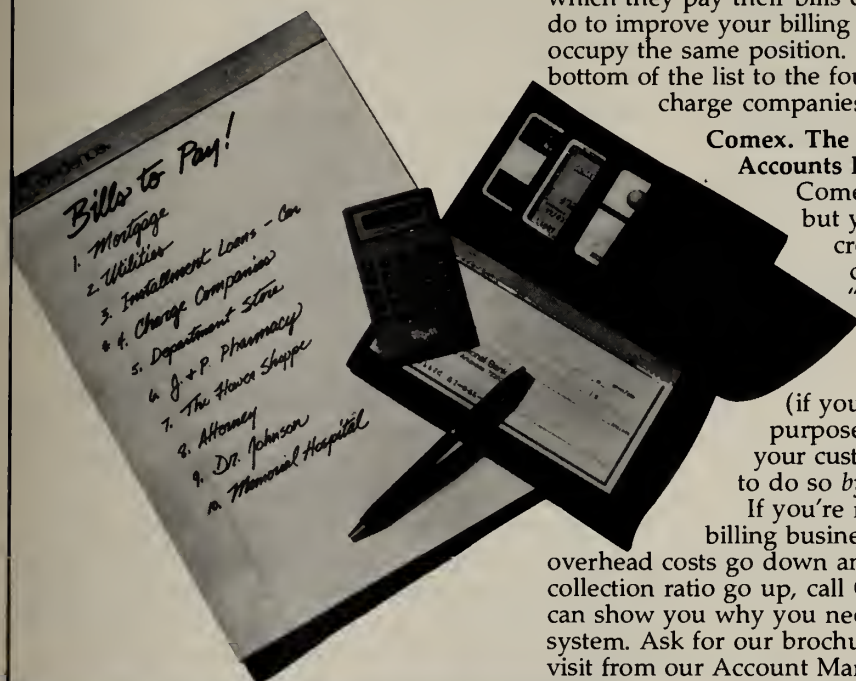 Bills to Pay!
1. Mortgage
2. Utilities
3. Installment Loans - Car
* 4. Charge Companies
5. Department Store
6. J. + P. Pharmacy
7. The Flower Shoppe
8. Attorney
9. Dr. Johnson
10. Memorial Hospital
which they pay their bills
do to improve your billing
occupy the same position.
bottom of the list to the fou
charge companies
Comex. The
Accounts
Come
but y
cr
"
(if you
purpose
your cust
to do so b
If you're
billing busine
overhead costs go down an
collection ratio go up, call
can show you why you nee
system. Ask for our brochu
visit from our Account Mar